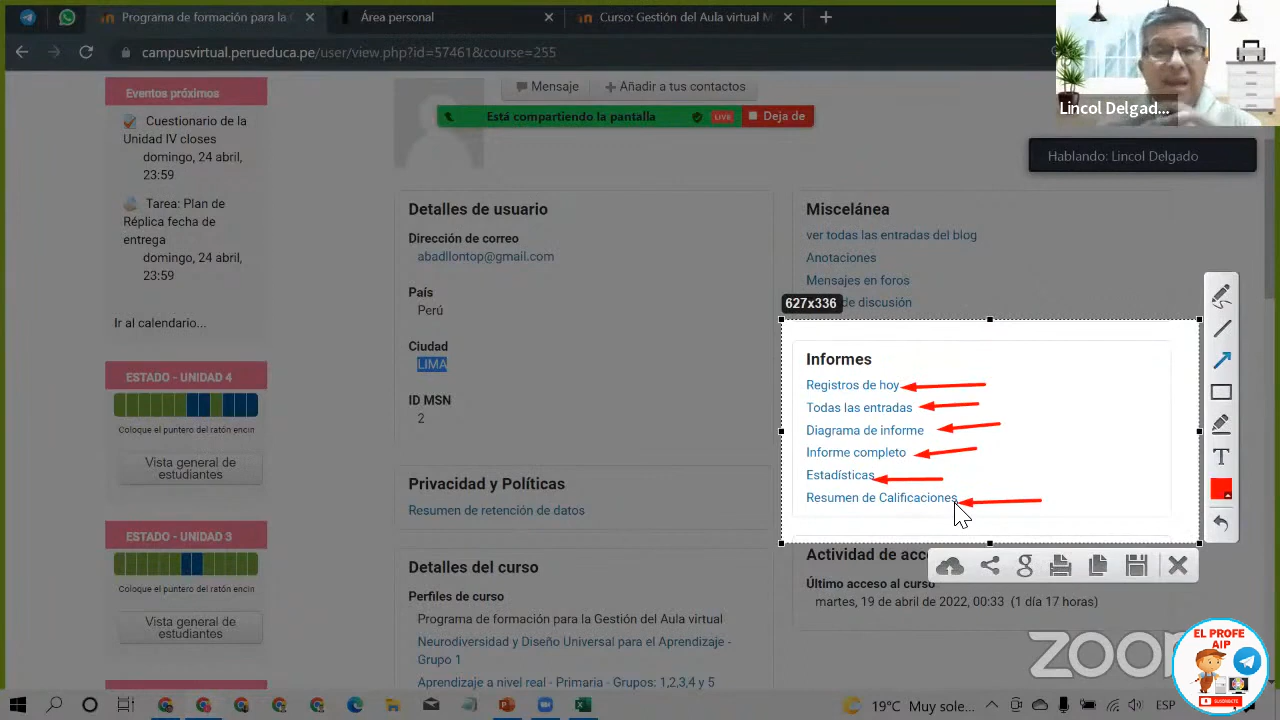 Programa de formación para la G
Área personal
Curso: Gestión del Aula virtual M
campusvirtual.perueduca.pe/user/view.php?id=57461&course=255
Lincol Delgad...
Hablando: Lincol Delgado
Eventos próximos
Cuestionario de la
Unidad IV closes
domingo, 24 abril,
23:59
Tarea: Plan de
Réplica fecha de
entrega
domingo, 24 abril,
23:59
Ir al calendario...
ESTADO - UNIDAD 4
Coloque el puntero del ratón encir
Vista general de
estudiantes
ESTADO - UNIDAD 3
Coloque el puntero del ratón encir
Vista general de
estudiantes
Mensaje
Añadir a tus contactos
Está compartiendo la pantalla
LIVE
Deja de
Detalles de usuario
Dirección de correo
abadllontop@gmail.com
País
Perú
Ciudad
LIMA
ID MSN
2
Privacidad y Políticas
Resumen de retención de datos
Detalles del curso
Perfiles de curso
Programa de formación para la Gestión del Aula virtual
Neurodiversidad y Diseño Universal para el Aprendizaje -
Grupo 1
Aprendizaje a nivel real - Primaria - Grupos: 1,2,3,4 y 5
Miscelánea
ver todas las entradas del blog
Anotaciones
Mensajes en foros
de discusión
627x336
Informes
Registros de hoy
Todas las entradas
Diagrama de informe
Informe completo
Estadísticas
Resumen de Calificaciones
Actividad de acc
Último acceso al curso
martes, 19 de abril de 2022, 00:33 (1 día 17 horas)
zoom
EL PROFE
AIP
SUSCRÍBETE
19°C Muy sole...
ESP